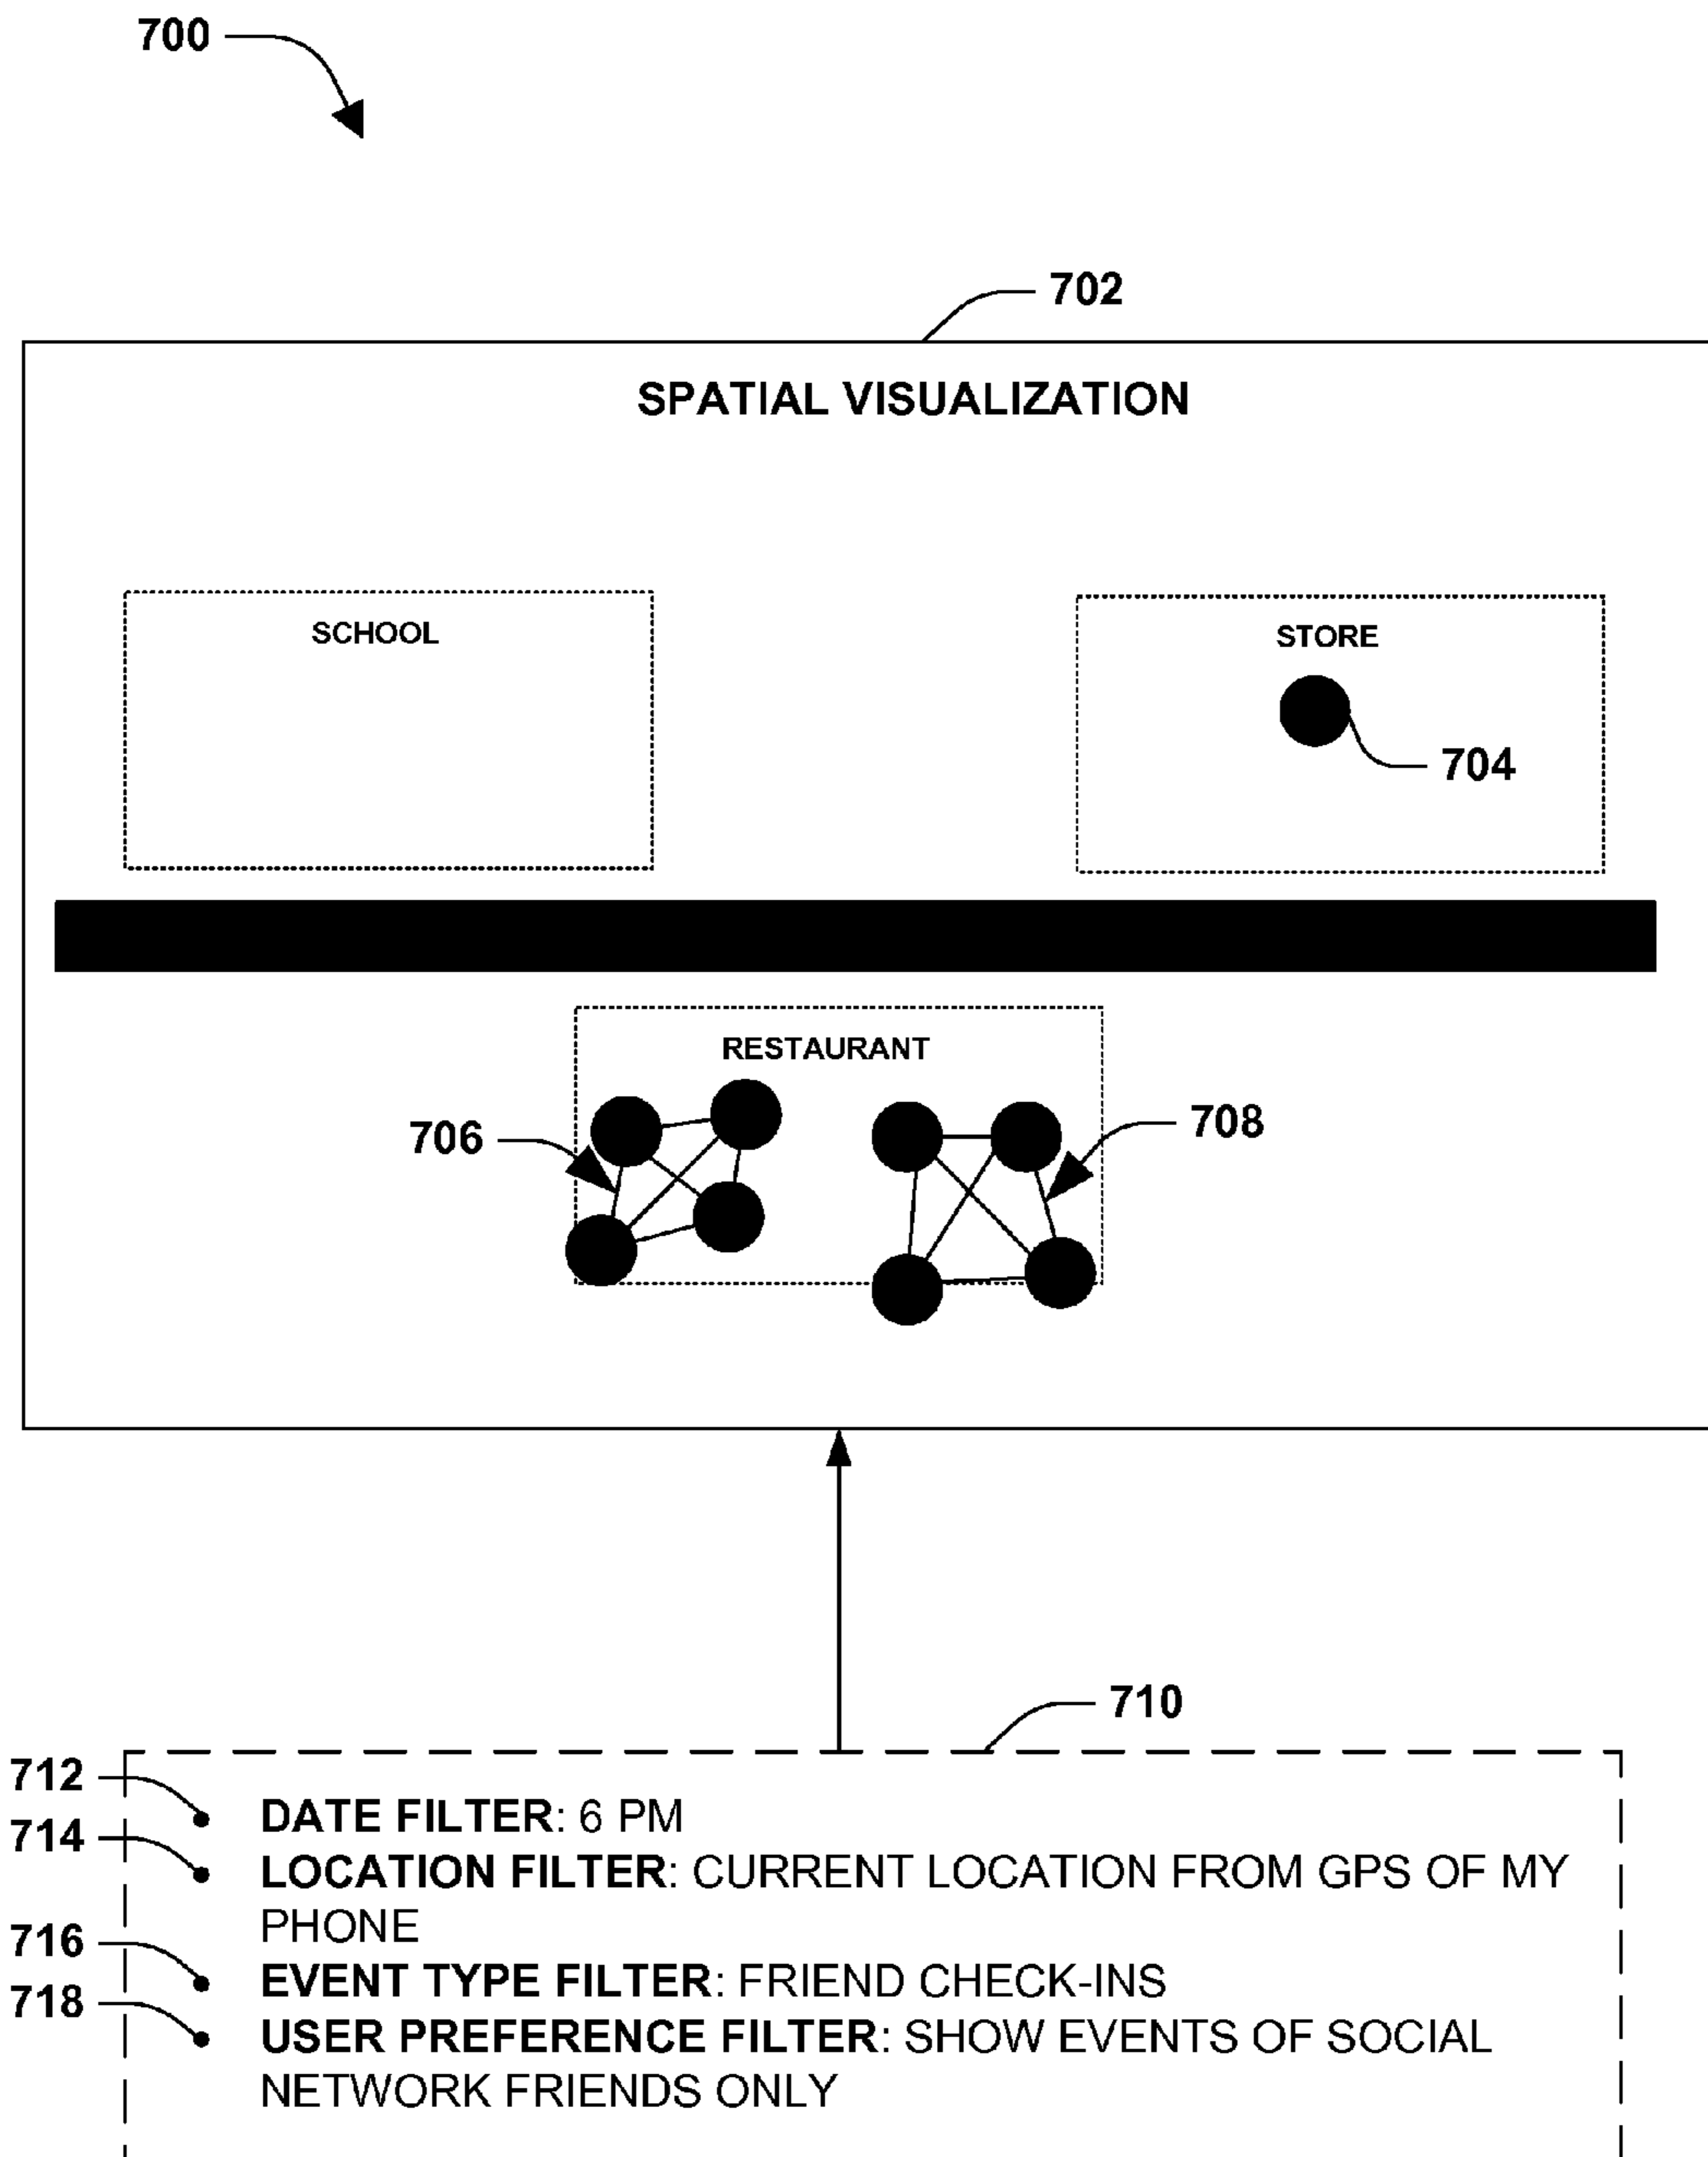 700
702
SPATIAL VISUALIZATION
SCHOOL
STORE
704
RESTAURANT
706
708
710
712
DATE FILTER: 6 PM
714
LOCATION FILTER: CURRENT LOCATION FROM GPS OF MY
PHONE
716
EVENT TYPE FILTER: FRIEND CHECK-INS
718
USER PREFERENCE FILTER: SHOW EVENTS OF SOCIAL
NETWORK FRIENDS ONLY